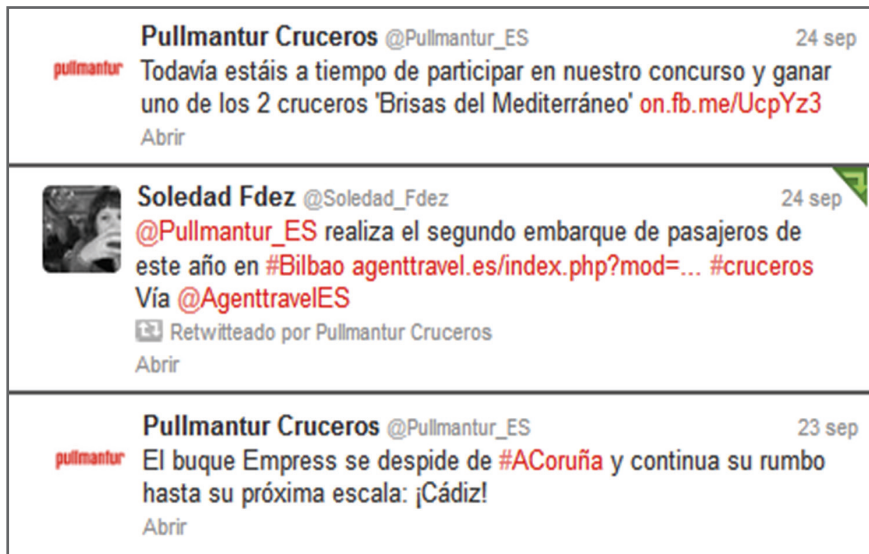 Pullmantur Cruceros @Pullmantur_ES 24 sep
pullmantur Todavía estáis a tiempo de participar en nuestro concurso y ganar
uno de los 2 cruceros 'Brisas del Mediterráneo' on.fb.me/UcpYz3
Abrir
Soledad Fdez @Soledad_Fdez 24 sep
@Pullmantur_ES realiza el segundo embarque de pasajeros de
este año en #Bilbao agenttravel.es/index.php?mod=... #cruceros
Vía @AgenttravelES
Retwitteado por Pullmantur Cruceros
Abrir
Pullmantur Cruceros @Pullmantur_ES 23 sep
pullmantur El buque Empress se despide de #ACoruña y continua su rumbo
hasta su próxima escala: ¡Cádiz!
Abrir